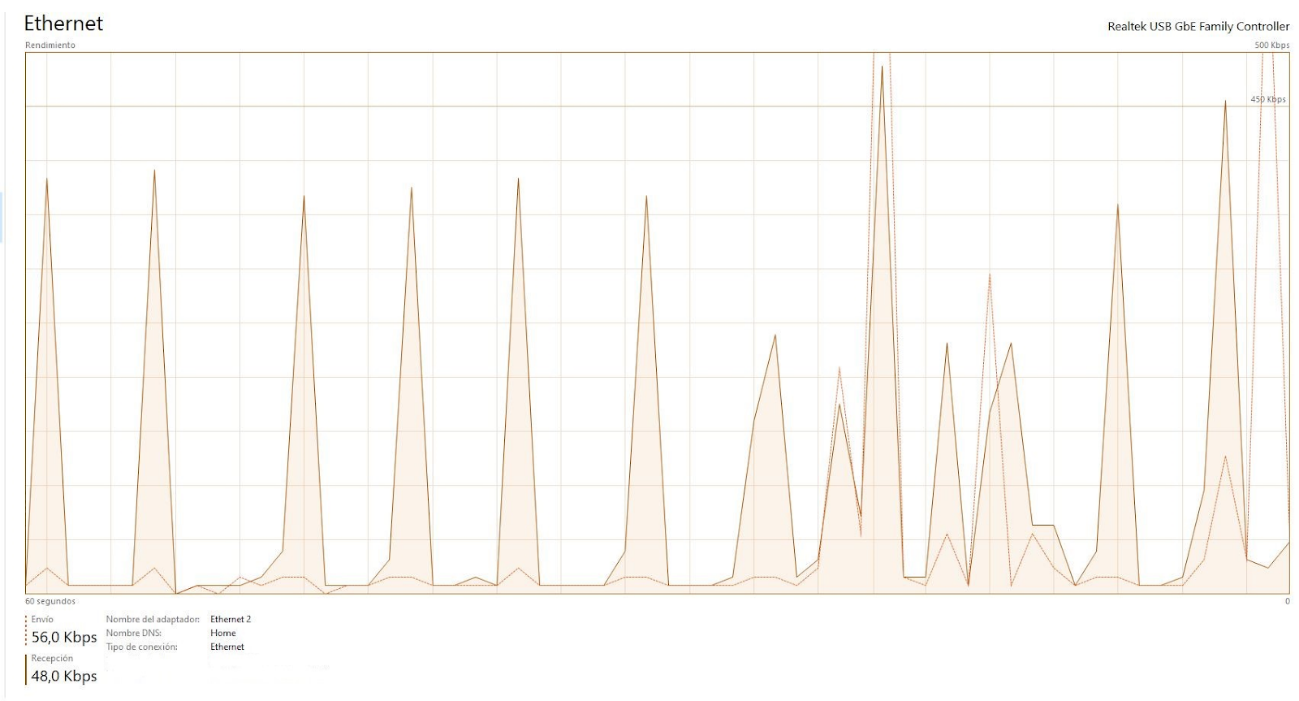 Ethernet
Realtek USB GbE Family Controller
Rendimiento
500 Kbps
450 Kbps
60 segundos
0
Envío
56,0 Kbps
Recepción
48,0 Kbps
Nombre del adaptador: Ethernet 2
Nombre DNS: Home
Tipo de conexión: Ethernet